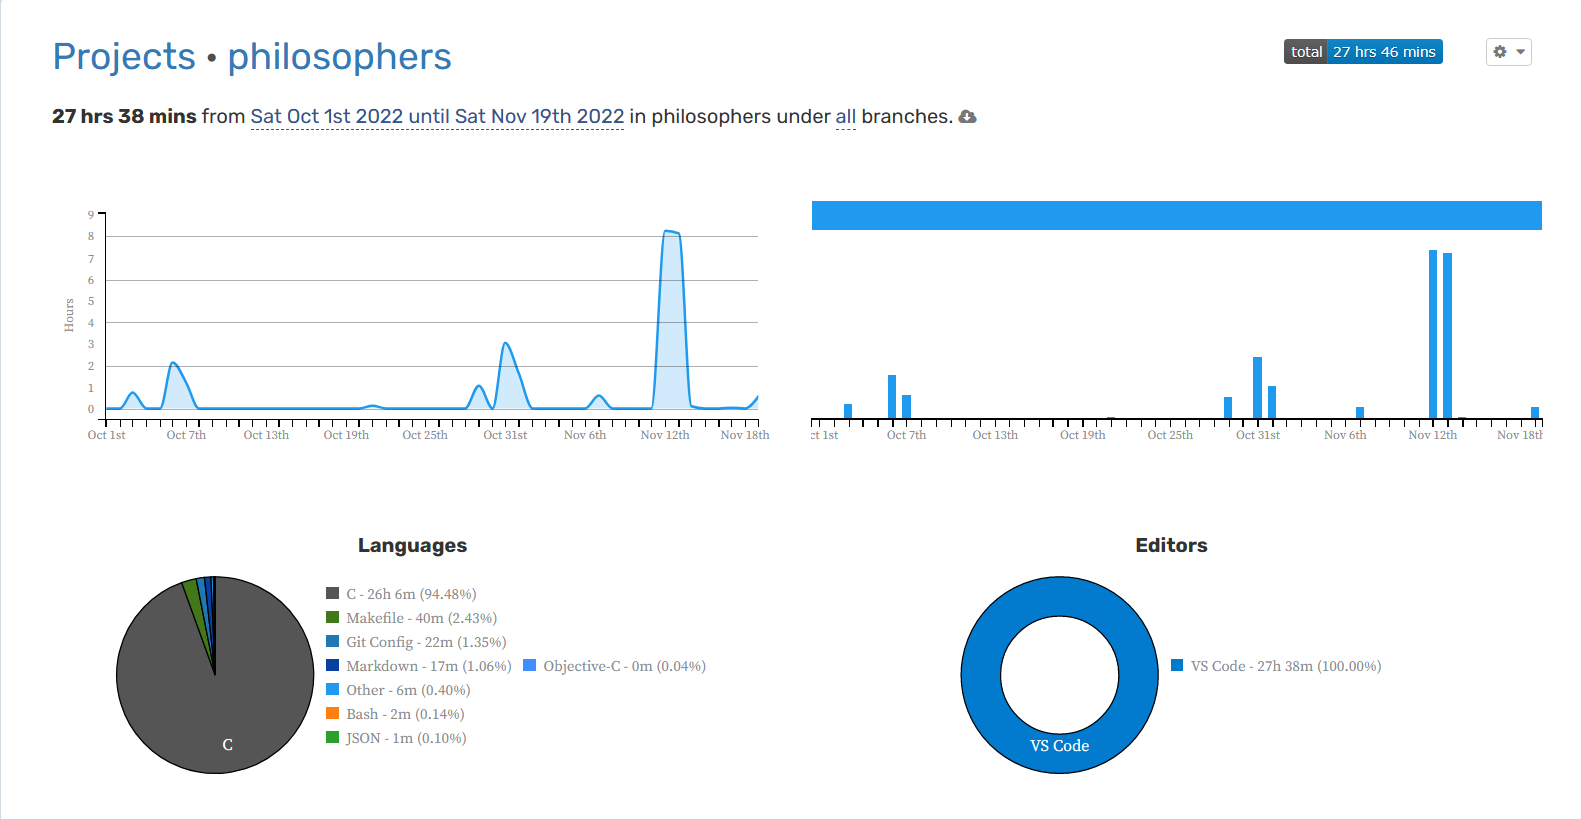 Projects • philosophers
total 27 hrs 46 mins
27 hrs 38 mins from Sat Oct 1st 2022 until Sat Nov 19th 2022 in philosophers under all branches.
Hours
9
8
7
6
5
4
3
2
1
0
Oct 1st Oct 7th Oct 13th Oct 19th Oct 25th Oct 31st Nov 6th Nov 12th Nov 18th
ct 1st Oct 7th Oct 13th Oct 19th Oct 25th Oct 31st Nov 6th Nov 12th Nov 18th
Languages
C
C - 26h 6m (94.48%)
Makefile - 40m (2.43%)
Git Config - 22m (1.35%)
Markdown - 17m (1.06%) Objective-C - 0m (0.04%)
Other - 6m (0.40%)
Bash - 2m (0.14%)
JSON - 1m (0.10%)
Editors
VS Code
VS Code - 27h 38m (100.00%)